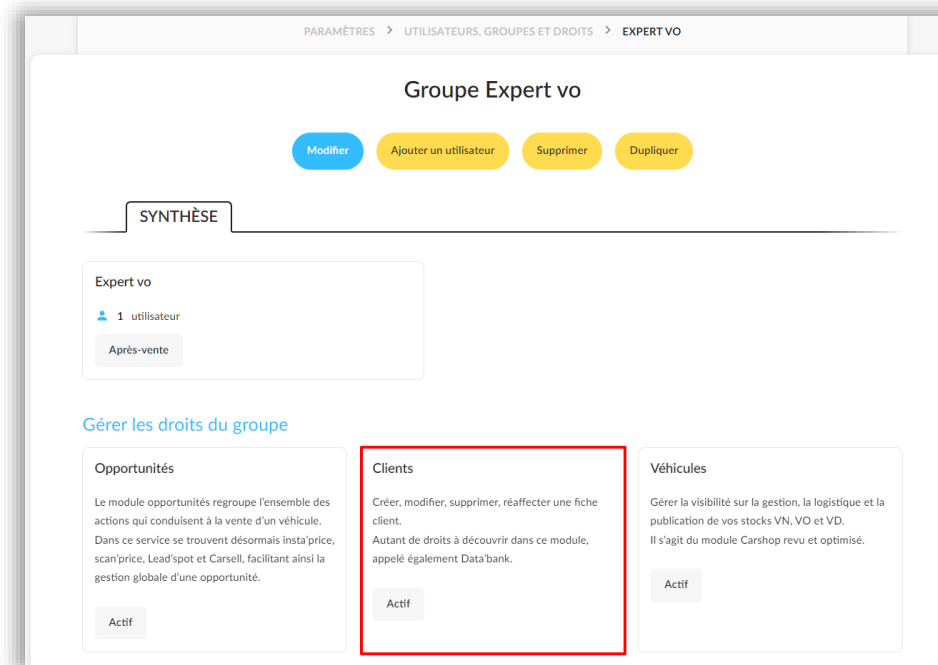 PARAMÈTRES > UTILISATEURS, GROUPES ET DROITS > EXPERT VO
Groupe Expert vo
Modifier
Ajouter un utilisateur
Supprimer
Dupliquer
SYNTHÈSE
Expert vo
1 utilisateur
Après-vente
Gérer les droits du groupe
Opportunités
Le module opportunités regroupe l'ensemble des
actions qui conduisent à la vente d'un véhicule.
Dans ce service se trouvent désormais insta'price,
scan'price, Lead'spot et Carsell, facilitant ainsi la
gestion globale d'une opportunité.
Actif
Clients
Créer, modifier, supprimer, réaffecter une fiche
client.
Autant de droits à découvrir dans ce module,
appelé également Data'bank.
Actif
Véhicules
Gérer la visibilité sur la gestion, la logistique et la
publication de vos stocks VN, VO et VD.
Il s'agit du module Carshop revu et optimisé.
Actif